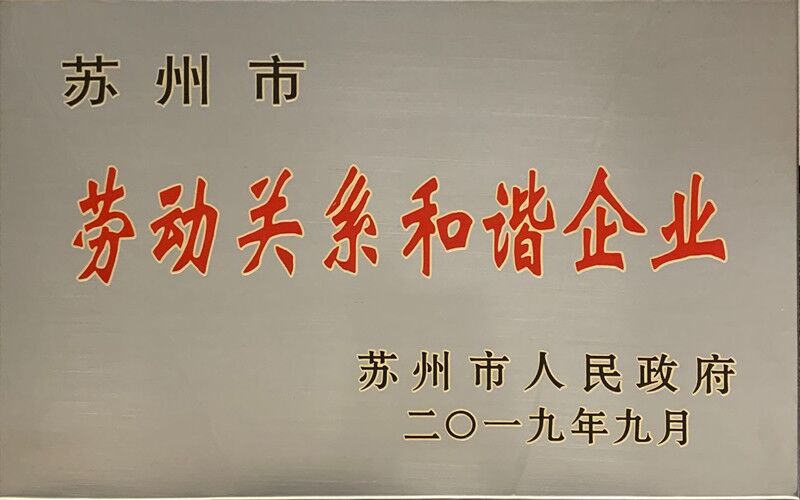 苏州市
劳动关系和谐企业
苏州市人民政府
二〇一九年九月